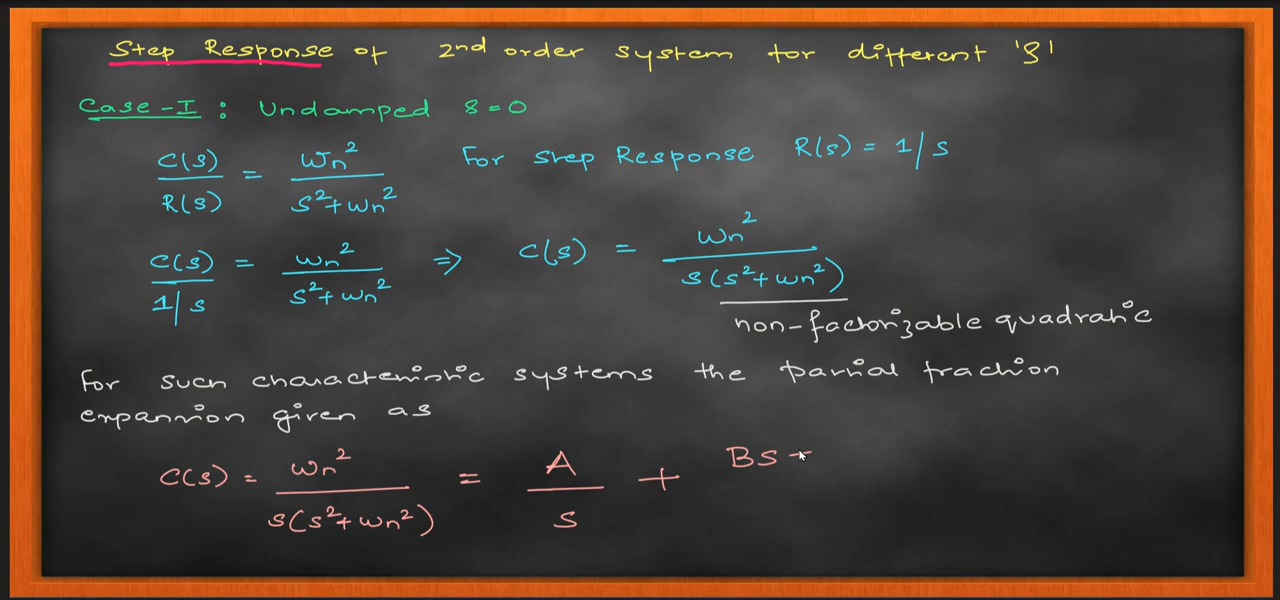 Step Response of 2nd order system for different 'ξ'
Case-I : Undamped ξ=0
C(s)/R(s) = ωn²/(s²+ωn²) For step Response R(s) = 1/s
C(s)/(1/s) = ωn²/(s²+ωn²) ⇒ C(s) = ωn²/(s(s²+ωn²))
non-factorizable quadratic
For such characteristic systems the partial fraction
expansion given as
C(s) = ωn²/(s(s²+ωn²)) = A/s + Bs +